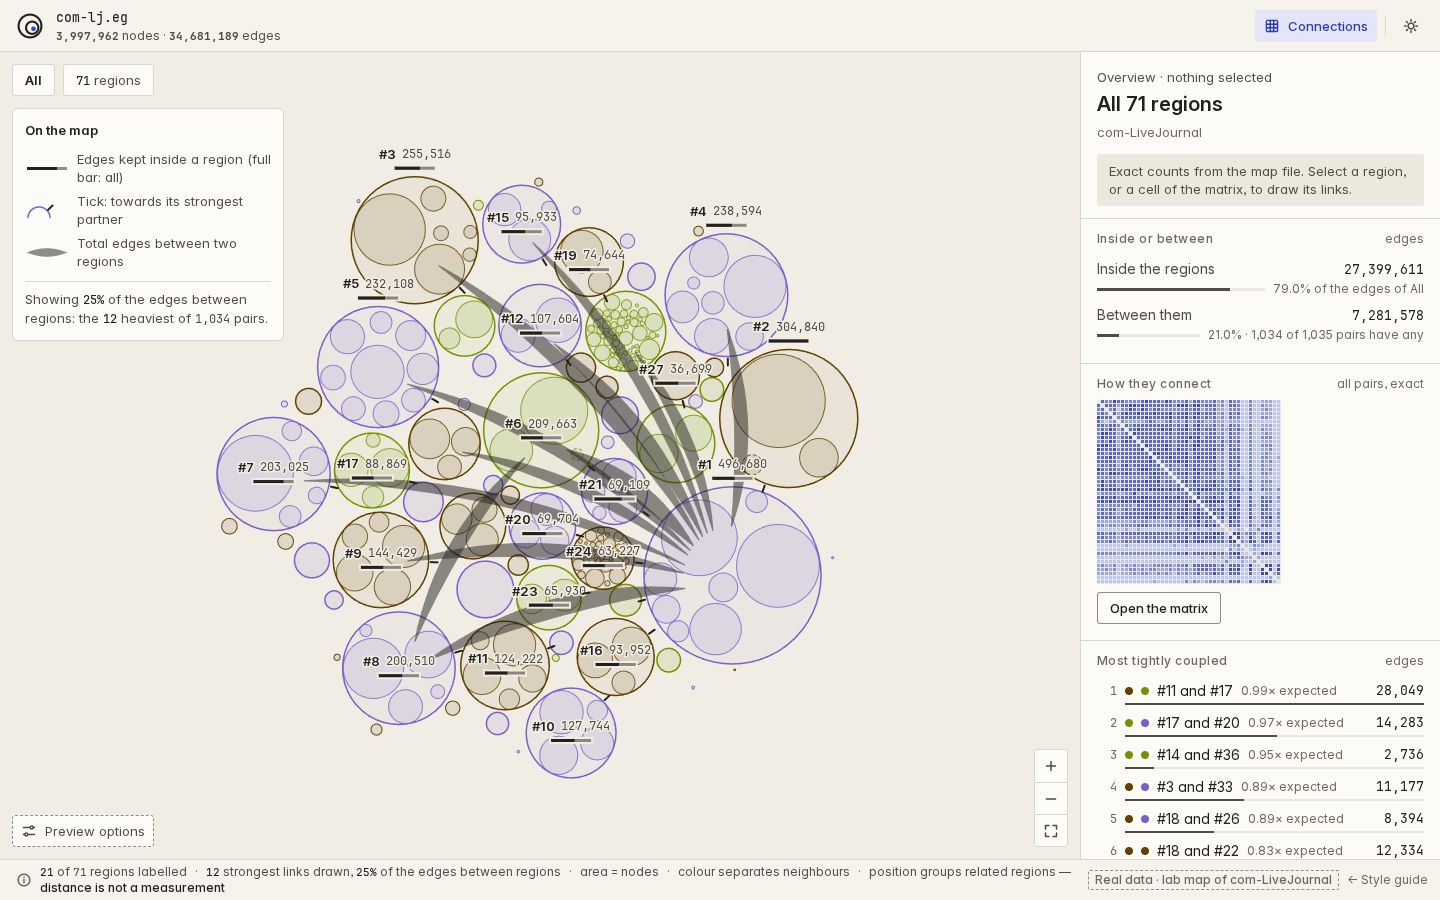 com-lj.eg
3,997,962 nodes · 34,681,189 edges
Connections
All
71 regions
On the map
Edges kept inside a region (full
bar: all)
Tick: towards its strongest
partner
Total edges between two
regions
Showing 25% of the edges between
regions: the 12 heaviest of 1,034 pairs.
#3 255,516
#15 95,933
#4 238,594
#19 74,644
#5 232,108
#12 107,604
#2 304,840
#27 36,699
#6 209,663
#7 203,025
#17 88,869
#1 496,680
#21 69,109
#20 69,704
#9 144,429
#24 63,227
#23 65,930
#8 200,510
#11 124,222
#16 93,952
#10 127,744
Preview options
Overview · nothing selected
All 71 regions
com-LiveJournal
Exact counts from the map file. Select a region,
or a cell of the matrix, to draw its links.
Inside or between edges
Inside the regions 27,399,611
79.0% of the edges of All
Between them 7,281,578
21.0% · 1,034 of 1,035 pairs have any
How they connect all pairs, exact
Open the matrix
Most tightly coupled edges
1 #11 and #17 0.99× expected 28,049
2 #17 and #20 0.97× expected 14,283
3 #14 and #36 0.95× expected 2,736
4 #3 and #33 0.89× expected 11,177
5 #18 and #26 0.89× expected 8,394
6 #18 and #22 0.83× expected 12,334
21 of 71 regions labelled · 12 strongest links drawn, 25% of the edges between regions · area = nodes · colour separates neighbours · position groups related regions —
distance is not a measurement
Real data · lab map of com-LiveJournal
← Style guide